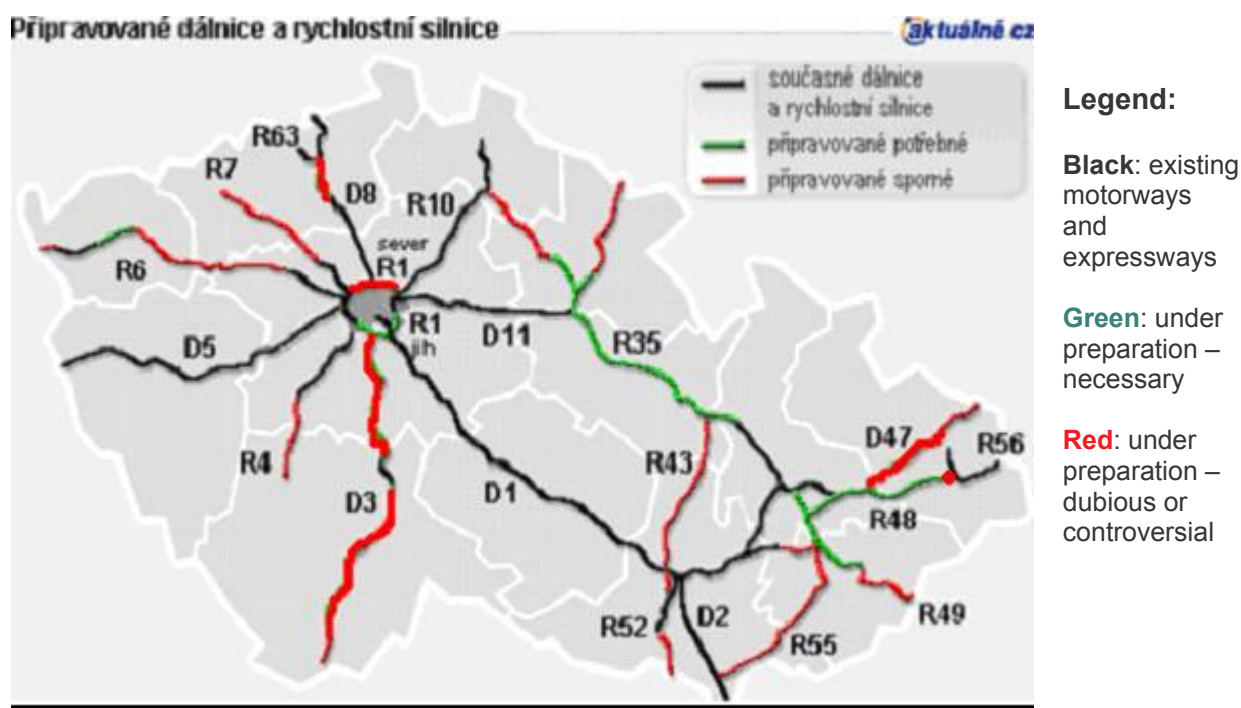 Připravované dálnice a rychlostní silnice
aktuálně cz
současné dálnice
a rychlostní silnice
připravované potřebné
připravované sporné
R63
R7
D8
R10
sever
R1
R6
R1
jih
D11
R35
D5
R4
D3
D1
R43
D47
R56
R48
R52
D2
R55
R49
Legend:
Black: existing
motorways
and
expressways
Green: under
preparation –
necessary
Red: under
preparation –
dubious or
controversial